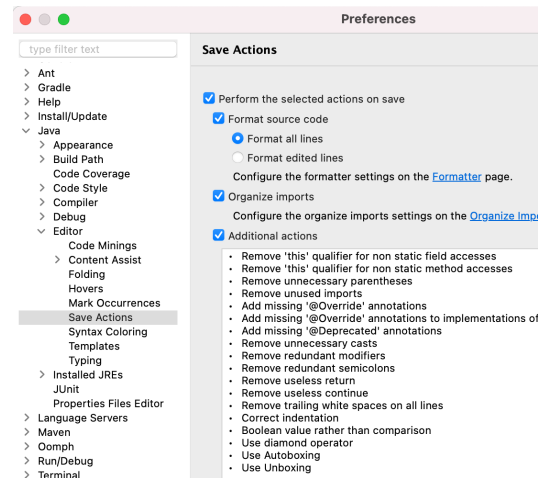 Preferences
type filter text
Ant
Gradle
Help
Install/Update
Java
Appearance
Build Path
Code Coverage
Code Style
Compiler
Debug
Editor
Code Minings
Content Assist
Folding
Hovers
Mark Occurrences
Save Actions
Syntax Coloring
Templates
Typing
Installed JREs
JUnit
Properties Files Editor
Language Servers
Maven
Oomph
Run/Debug
Terminal
Save Actions
Perform the selected actions on save
Format source code
Format all lines
Format edited lines
Configure the formatter settings on the Formatter page.
Organize imports
Configure the organize imports settings on the Organize Impo
Additional actions
• Remove 'this' qualifier for non static field accesses
• Remove 'this' qualifier for non static method accesses
• Remove unnecessary parentheses
• Remove unused imports
• Add missing '@Override' annotations
• Add missing '@Override' annotations to implementations of
• Add missing '@Deprecated' annotations
• Remove unnecessary casts
• Remove redundant modifiers
• Remove redundant semicolons
• Remove useless return
• Remove useless continue
• Remove trailing white spaces on all lines
• Correct indentation
• Boolean value rather than comparison
• Use diamond operator
• Use Autoboxing
• Use Unboxing